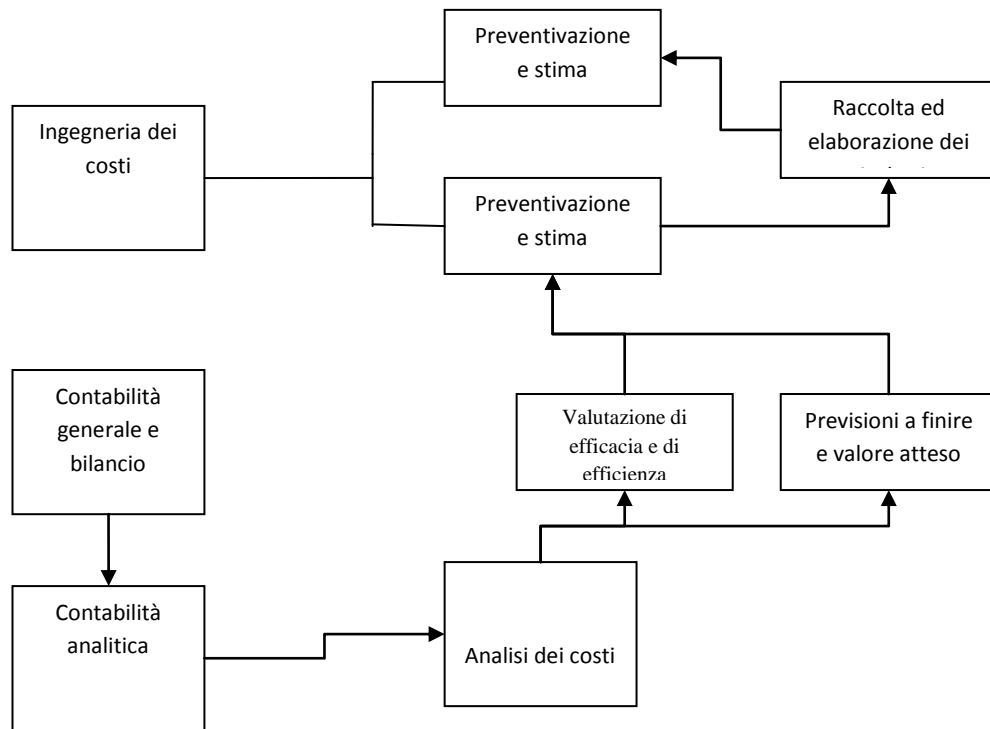 Preventivazione
e stima
Raccolta ed
elaborazione dei
Ingegneria dei
costi
Preventivazione
e stima
Contabilità
generale e
bilancio
Valutazione di
efficacia e di
efficienza
Previsioni a finire
e valore atteso
Contabilità
analitica
Analisi dei costi